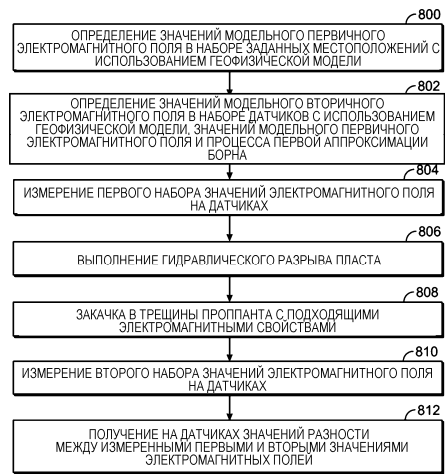 800
ОПРЕДЕЛЕНИЕ ЗНАЧЕНИЙ МОДЕЛЬНОГО ПЕРВИЧНОГО
ЭЛЕКТРОМАГНИТНОГО ПОЛЯ В НАБОРЕ ЗАДАННЫХ МЕСТОПОЛОЖЕНИЙ С
ИСПОЛЬЗОВАНИЕМ ГЕОФИЗИЧЕСКОЙ МОДЕЛИ
802
ОПРЕДЕЛЕНИЕ ЗНАЧЕНИЙ МОДЕЛЬНОГО ВТОРИЧНОГО
ЭЛЕКТРОМАГНИТНОГО ПОЛЯ В НАБОРЕ ДАТЧИКОВ С ИСПОЛЬЗОВАНИЕМ
ГЕОФИЗИЧЕСКОЙ МОДЕЛИ, ЗНАЧЕНИЙ МОДЕЛЬНОГО ПЕРВИЧНОГО
ЭЛЕКТРОМАГНИТНОГО ПОЛЯ И ПРОЦЕССА ПЕРВОЙ АППРОКСИМАЦИИ
БОРНА
804
ИЗМЕРЕНИЕ ПЕРВОГО НАБОРА ЗНАЧЕНИЙ ЭЛЕКТРОМАГНИТНОГО ПОЛЯ
НА ДАТЧИКАХ
806
ВЫПОЛНЕНИЕ ГИДРАВЛИЧЕСКОГО РАЗРЫВА ПЛАСТА
808
ЗАКАЧКА В ТРЕЩИНЫ ПРОППАНТА С ПОДХОДЯЩИМИ
ЭЛЕКТРОМАГНИТНЫМИ СВОЙСТВАМИ
810
ИЗМЕРЕНИЕ ВТОРОГО НАБОРА ЗНАЧЕНИЙ ЭЛЕКТРОМАГНИТНОГО ПОЛЯ
НА ДАТЧИКАХ
812
ПОЛУЧЕНИЕ НА ДАТЧИКАХ ЗНАЧЕНИЙ РАЗНОСТИ
МЕЖДУ ИЗМЕРЕННЫМИ ПЕРВЫМИ И ВТОРЫМИ ЗНАЧЕНИЯМИ
ЭЛЕКТРОМАГНИТНЫХ ПОЛЕЙ